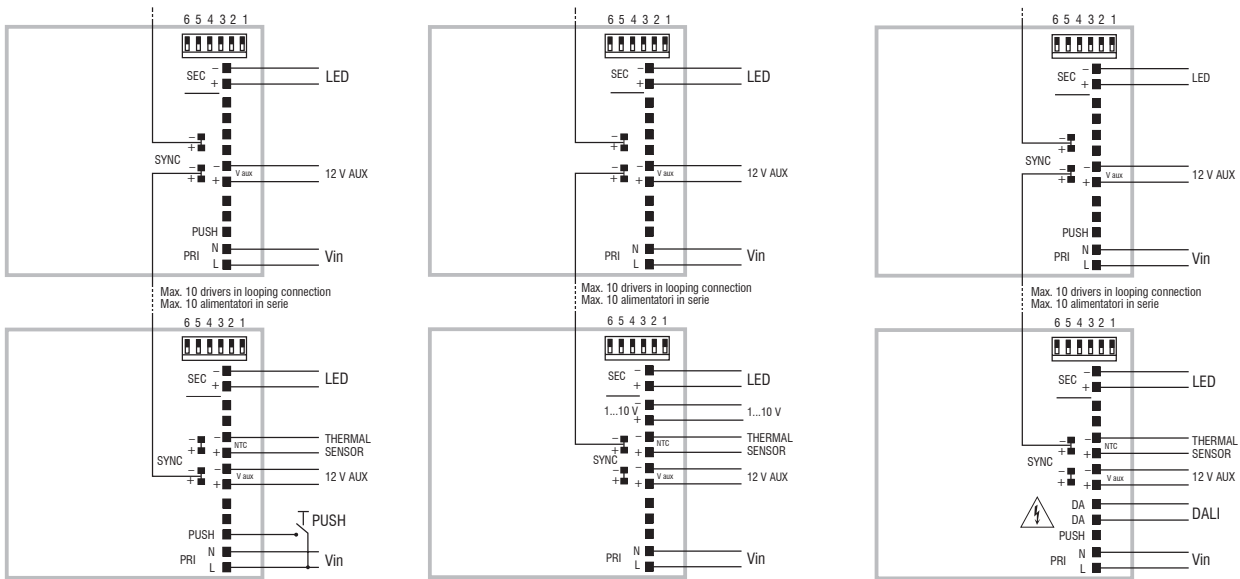 6 5 4 3 2 1
SEC
–
+
LED
–
+
SYNC
–
+
–
+
V aux
12 V AUX
PUSH
PRI
N
L
Vin
Max. 10 drivers in looping connection
Max. 10 alimentatori in serie
6 5 4 3 2 1
SEC
–
+
LED
–
+
–
+
NTC
THERMAL
SENSOR
SYNC
–
+
–
+
V aux
12 V AUX
PUSH
PUSH
PRI
N
L
Vin
6 5 4 3 2 1
SEC
–
+
LED
–
+
–
+
–
+
V aux
12 V AUX
PRI
N
L
Vin
Max. 10 drivers in looping connection
Max. 10 alimentatori in serie
6 5 4 3 2 1
SEC
–
+
LED
1...10 V
–
+
1...10 V
–
+
–
+
NTC
THERMAL
SENSOR
SYNC
–
+
–
+
V aux
12 V AUX
PRI
N
L
Vin
6 5 4 3 2 1
SEC
–
+
LED
–
+
SYNC
–
+
–
+
V aux
12 V AUX
PUSH
PRI
N
L
Vin
Max. 10 drivers in looping connection
Max. 10 alimentatori in serie
6 5 4 3 2 1
SEC
–
+
LED
–
+
–
+
NTC
THERMAL
SENSOR
SYNC
–
+
–
+
V aux
12 V AUX
DA
DA
DALI
PUSH
PRI
N
L
Vin